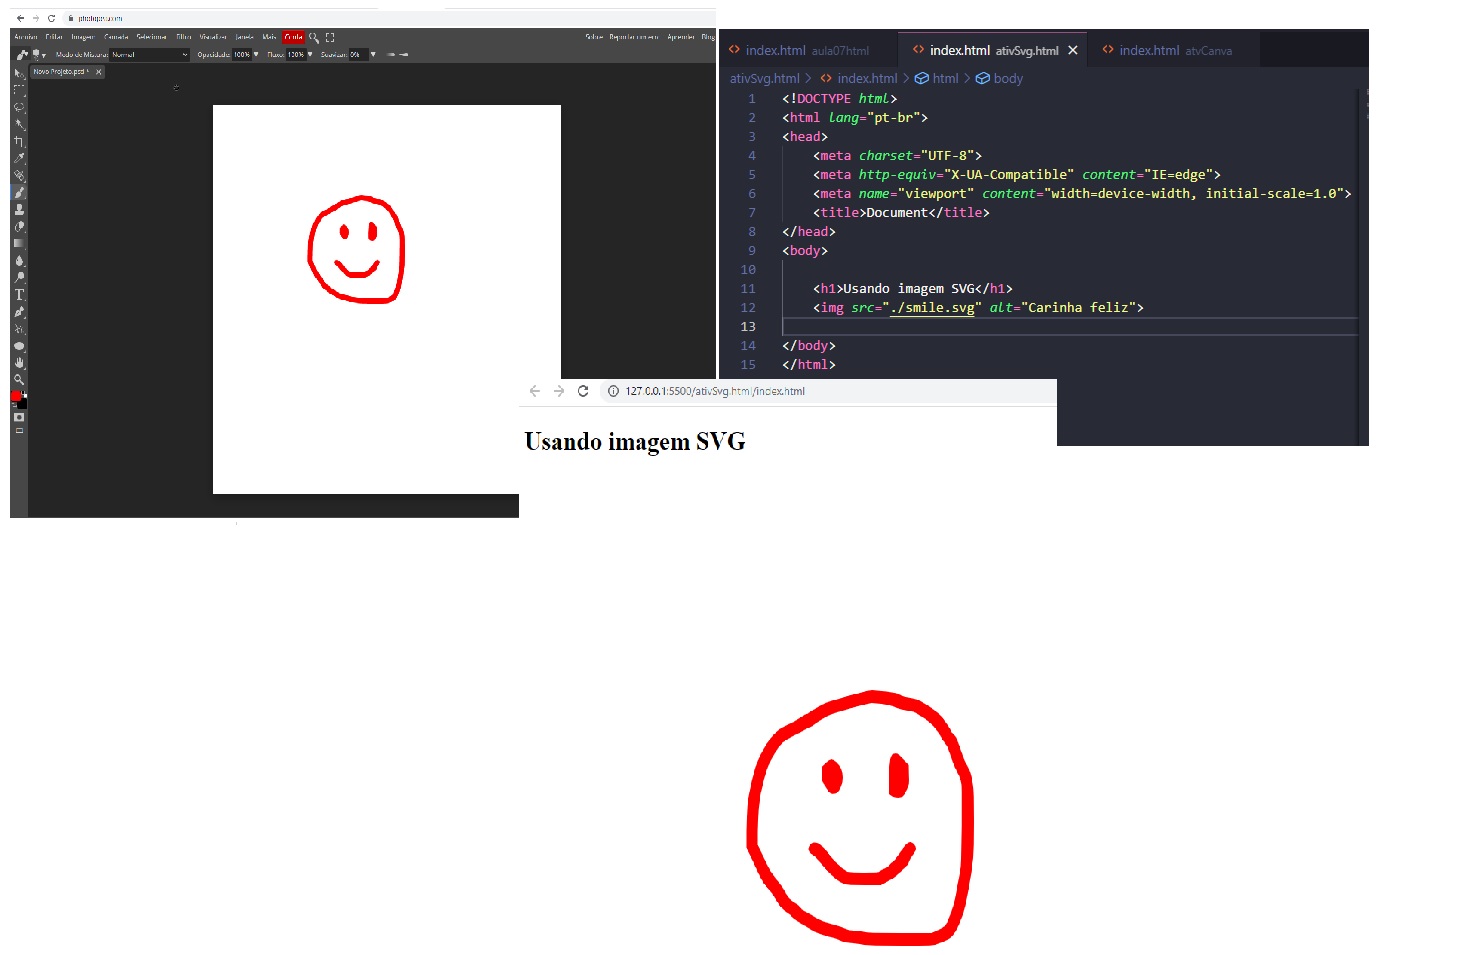 photopea.com
Arquivo Editar Imagem Camada Selecionar Filtro Visualizar Janela Mais Conta
Sobre Reportar um erro Aprender Blog
Modo de Mistura: Normal Opacidade: 100% Fluxo: 100% Suavizar: 0%
Novo Projeto.psd *
index.html aula07html index.html ativSvg.html index.html atvCanva
ativSvg.html > index.html > html > body
1 <!DOCTYPE html>
2 <html lang="pt-br">
3 <head>
4 <meta charset="UTF-8">
5 <meta http-equiv="X-UA-Compatible" content="IE=edge">
6 <meta name="viewport" content="width=device-width, initial-scale=1.0">
7 <title>Document</title>
8 </head>
9 <body>
10
11 <h1>Usando imagem SVG</h1>
12 <img src="./smile.svg" alt="Carinha feliz">
13
14 </body>
15 </html>
127.0.0.1:5500/ativSvg.html/index.html
Usando imagem SVG